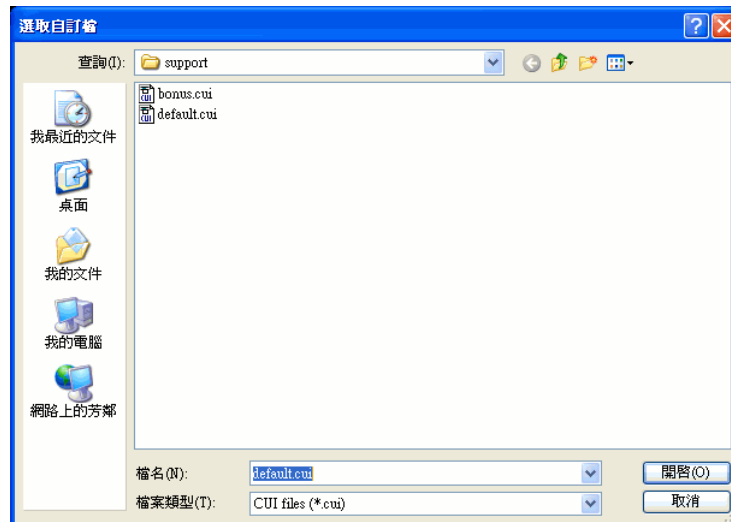 選取自訂檔
查詢(I):
support
bonus.cui
default.cui
我最近的文件
桌面
我的文件
我的電腦
網路上的芳鄰
檔名(N):
default.cui
開啓(O)
檔案類型(T):
CUI files (*.cui)
取消